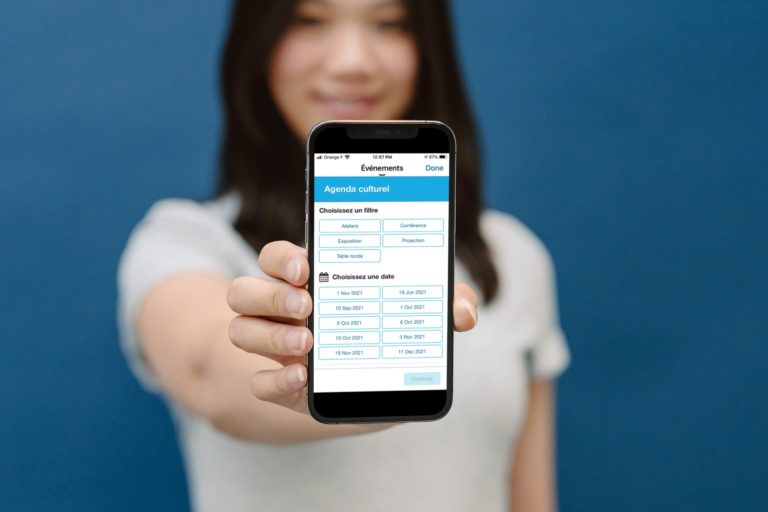 Orange F 12:57 PM 87%
Événements Done
Agenda culturel
Choisissez un filtre
Ateliers Conférence
Exposition Projection
Table ronde
Choisissez une date
1 Nov 2021 18 Jun 2021
10 Sep 2021 1 Oct 2021
5 Oct 2021 6 Oct 2021
10 Oct 2021 2 Nov 2021
18 Nov 2021 11 Dec 2021
Continuer